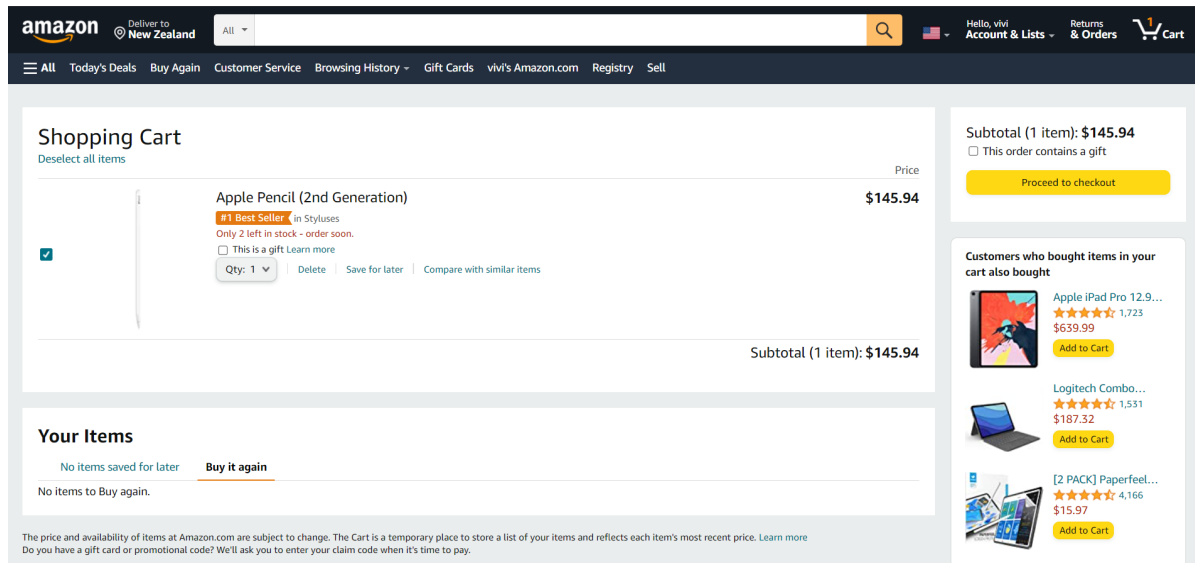 amazon
Deliver to
New Zealand
All
Hello, vivi
Account & Lists
Returns
& Orders
1
Cart
All
Today's Deals
Buy Again
Customer Service
Browsing History
Gift Cards
vivi's Amazon.com
Registry
Sell
Shopping Cart
Deselect all items
Price
Apple Pencil (2nd Generation)
$145.94
#1 Best Seller in Styluses
Only 2 left in stock - order soon.
This is a gift Learn more
Qty: 1
Delete
Save for later
Compare with similar items
Subtotal (1 item): $145.94
Your Items
No items saved for later
Buy it again
No items to Buy again.
The price and availability of items at Amazon.com are subject to change. The Cart is a temporary place to store a list of your items and reflects each item's most recent price. Learn more
Do you have a gift card or promotional code? We'll ask you to enter your claim code when it's time to pay.
Subtotal (1 item): $145.94
This order contains a gift
Proceed to checkout
Customers who bought items in your
cart also bought
Apple iPad Pro 12.9...
1,723
$639.99
Add to Cart
Logitech Combo...
1,531
$187.32
Add to Cart
[2 PACK] Paperfeel...
4,166
$15.97
Add to Cart